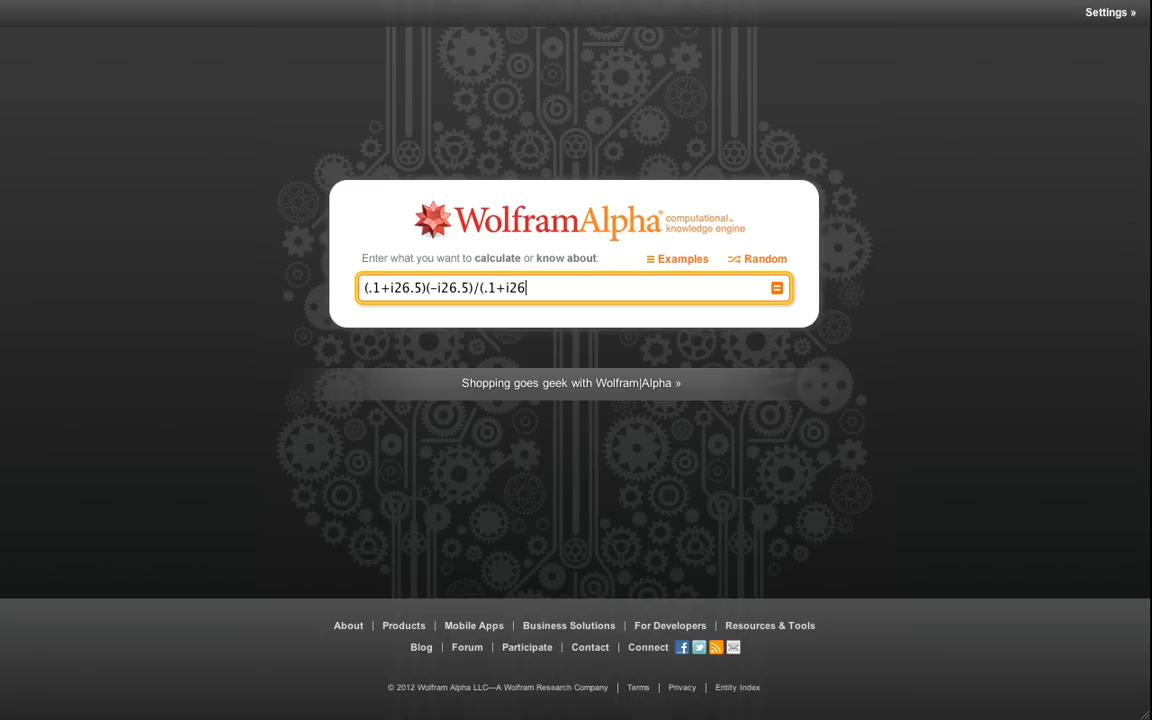 Settings »
WolframAlpha® computational™ knowledge engine
Enter what you want to calculate or know about:
Examples
Random
(.1+i26.5)(−i26.5)/(.1+i26
Shopping goes geek with Wolfram|Alpha »
About | Products | Mobile Apps | Business Solutions | For Developers | Resources & Tools
Blog | Forum | Participate | Contact | Connect
© 2012 Wolfram Alpha LLC—A Wolfram Research Company | Terms | Privacy | Entity Index